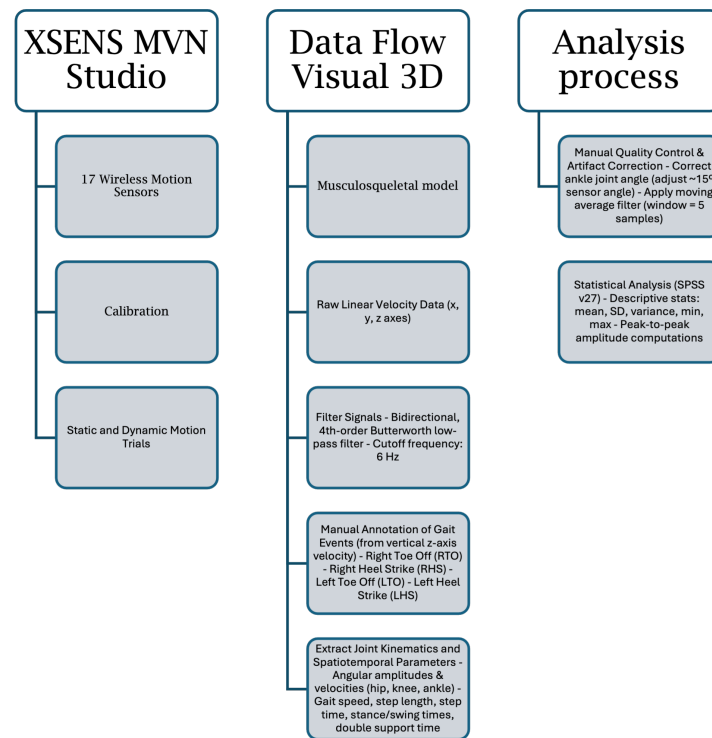 XSENS MVN
Studio
17 Wireless Motion
Sensors
Calibration
Static and Dynamic Motion
Trials
Data Flow
Visual 3D
Musculosqueletal model
Raw Linear Velocity Data (x,
y, z axes)
Filter Signals - Bidirectional,
4th-order Butterworth low-
pass filter - Cutoff frequency:
6 Hz
Manual Annotation of Gait
Events (from vertical z-axis
velocity) - Right Toe Off (RTO)
- Right Heel Strike (RHS) -
Left Toe Off (LTO) - Left Heel
Strike (LHS)
Extract Joint Kinematics and
Spatiotemporal Parameters -
Angular amplitudes &
velocities (hip, knee, ankle) -
Gait speed, step length, step
time, stance/swing times,
double support time
Analysis
process
Manual Quality Control &
Artifact Correction - Correct
ankle joint angle (adjust ~15º
sensor angle) - Apply moving
average filter (window = 5
samples)
Statistical Analysis (SPSS
v27) - Descriptive stats:
mean, SD, variance, min,
max - Peak-to-peak
amplitude computations